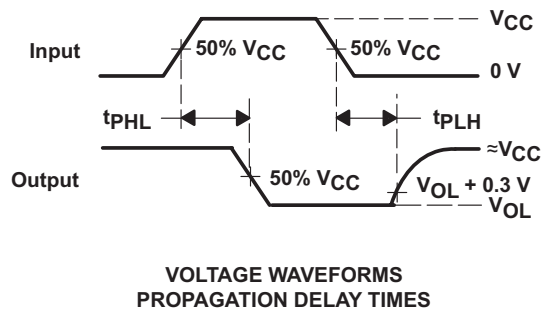 VCC
Input
50% VCC
50% VCC
0 V
tPHL
tPLH
≈VCC
Output
50% VCC
VOL + 0.3 V
VOL
VOLTAGE WAVEFORMS
PROPAGATION DELAY TIMES